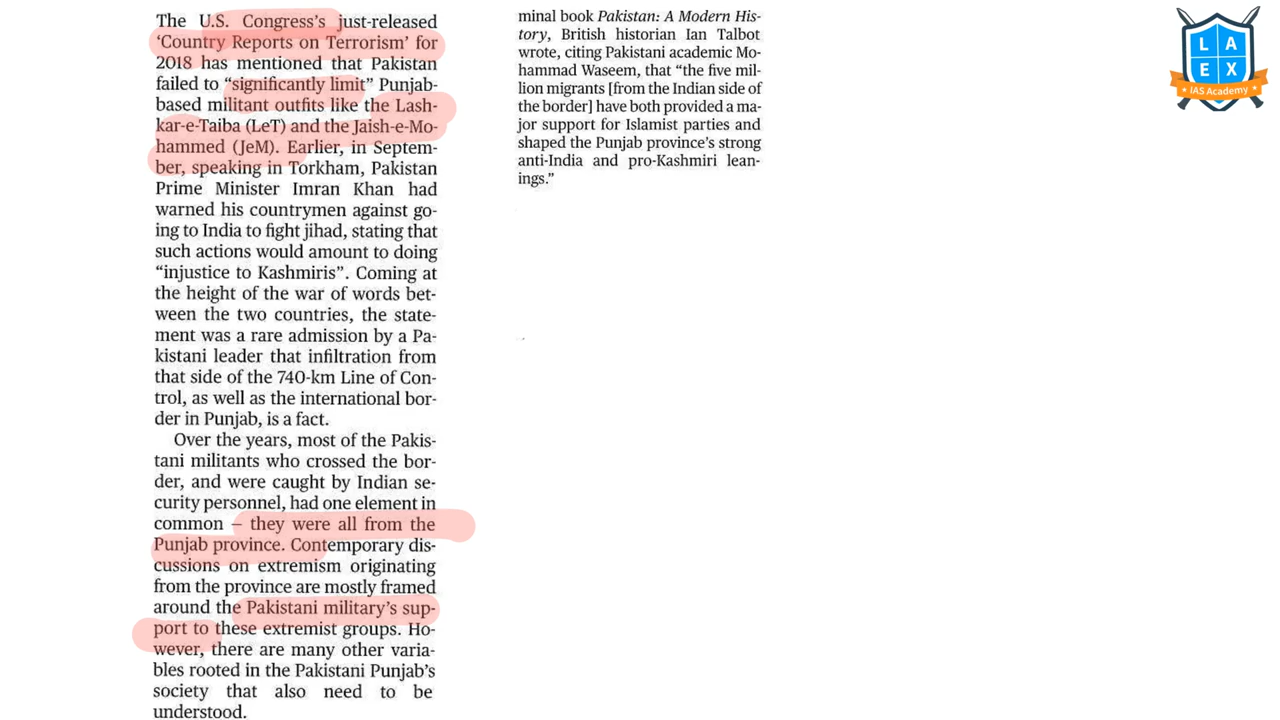 The U.S. Congress's just-released
‘Country Reports on Terrorism’ for
2018 has mentioned that Pakistan
failed to “significantly limit” Punjab-
based militant outfits like the Lash-
kar-e-Taiba (LeT) and the Jaish-e-Mo-
hammed (JeM). Earlier, in Septem-
ber, speaking in Torkham, Pakistan
Prime Minister Imran Khan had
warned his countrymen against go-
ing to India to fight jihad, stating that
such actions would amount to doing
“injustice to Kashmiris”. Coming at
the height of the war of words bet-
ween the two countries, the state-
ment was a rare admission by a Pa-
kistani leader that infiltration from
that side of the 740-km Line of Con-
trol, as well as the international bor-
der in Punjab, is a fact.
Over the years, most of the Pakis-
tani militants who crossed the bor-
der, and were caught by Indian se-
curity personnel, had one element in
common – they were all from the
Punjab province. Contemporary dis-
cussions on extremism originating
from the province are mostly framed
around the Pakistani military’s sup-
port to these extremist groups. Ho-
wever, there are many other varia-
bles rooted in the Pakistani Punjab’s
society that also need to be
understood.
minal book Pakistan: A Modern His-
tory, British historian Ian Talbot
wrote, citing Pakistani academic Mo-
hammad Waseem, that “the five mil-
lion migrants [from the Indian side of
the border] have both provided a ma-
jor support for Islamist parties and
shaped the Punjab province’s strong
anti-India and pro-Kashmiri lean-
ings.”
L A
E X
IAS Academy